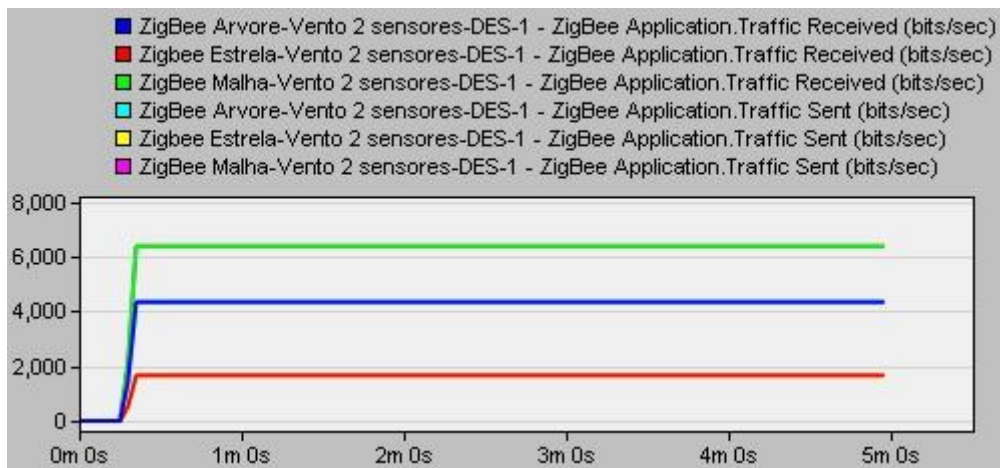 ZigBee Arvore-Vento 2 sensores-DES-1 - ZigBee Application.Traffic Received (bits/sec)
Zigbee Estrela-Vento 2 sensores-DES-1 - ZigBee Application.Traffic Received (bits/sec)
ZigBee Malha-Vento 2 sensores-DES-1 - ZigBee Application.Traffic Received (bits/sec)
ZigBee Arvore-Vento 2 sensores-DES-1 - ZigBee Application.Traffic Sent (bits/sec)
Zigbee Estrela-Vento 2 sensores-DES-1 - ZigBee Application.Traffic Sent (bits/sec)
ZigBee Malha-Vento 2 sensores-DES-1 - ZigBee Application.Traffic Sent (bits/sec)
8,000
6,000
4,000
2,000
0
0m 0s 1m 0s 2m 0s 3m 0s 4m 0s 5m 0s